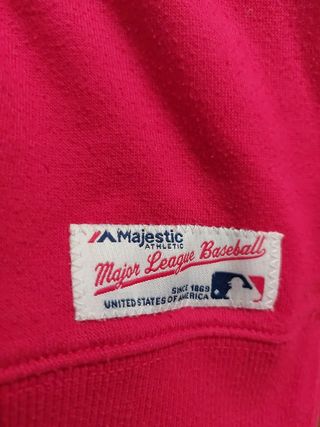 Majestic
ATHLETIC
Major League Baseball
SINCE 1869
UNITED STATES OF AMERICA